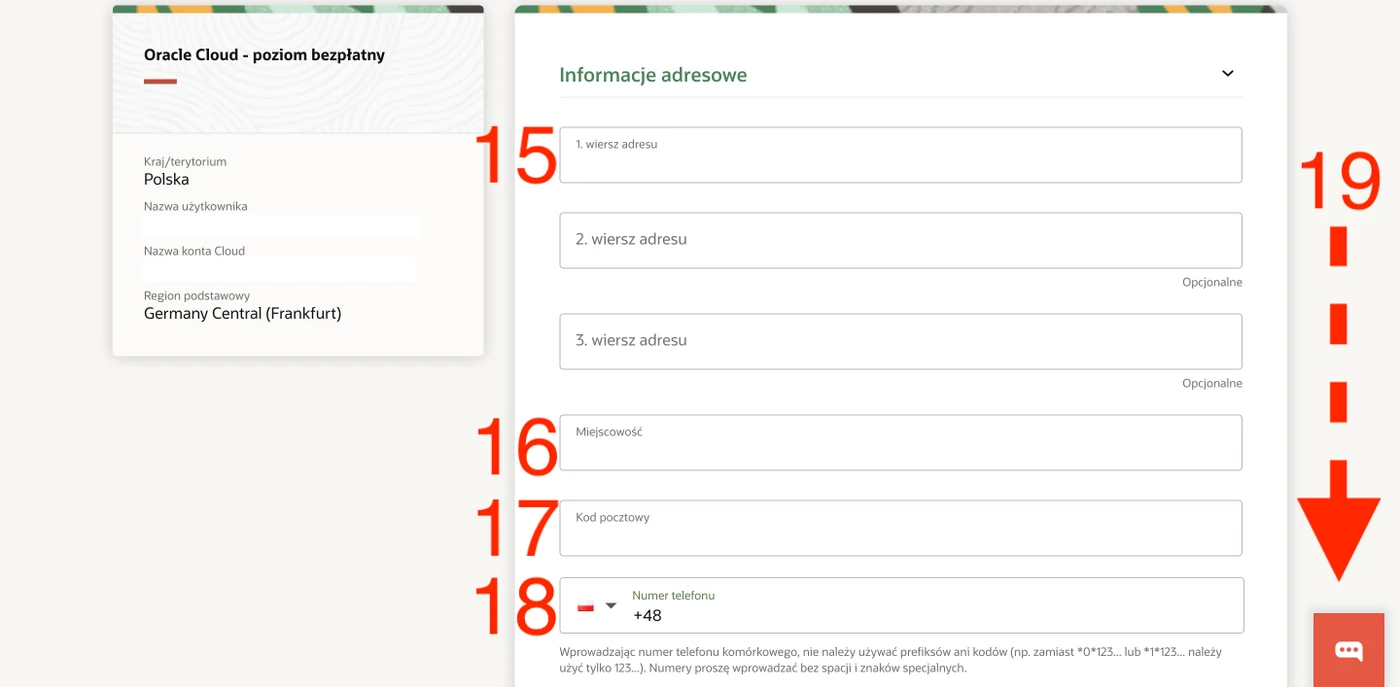 Oracle Cloud - poziom bezpłatny
Kraj/terytorium
Polska
Nazwa użytkownika
Nazwa konta Cloud
Region podstawowy
Germany Central (Frankfurt)
Informacje adresowe
15
1. wiersz adresu
2. wiersz adresu
Opcjonalne
3. wiersz adresu
Opcjonalne
16
Miejscowość
17
Kod pocztowy
18
Numer telefonu
+48
Wprowadzając numer telefonu komórkowego, nie należy używać prefiksów ani kodów (np. zamiast *0*123... lub *1*123... należy
użyć tylko 123...). Numery proszę wprowadzać bez spacji i znaków specjalnych.
19